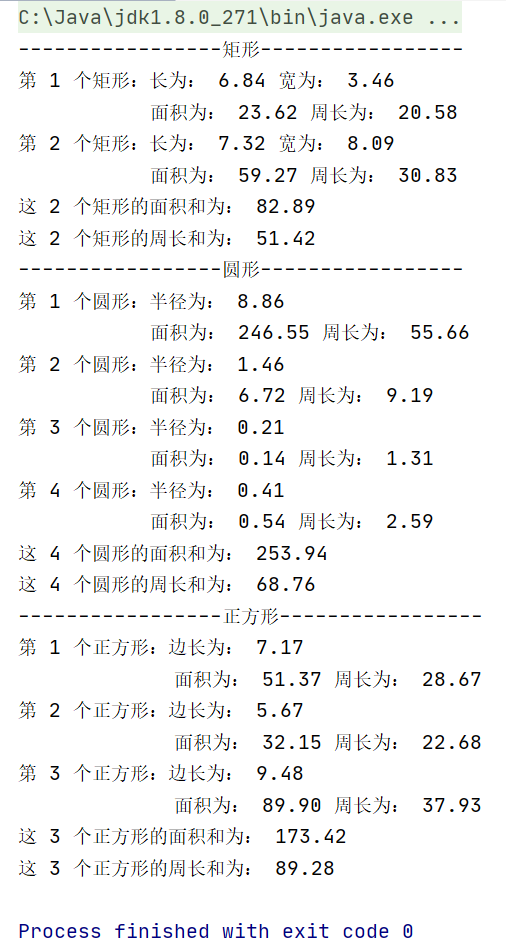 C:\Java\jdk1.8.0_271\bin\java.exe ...
-----------------矩形-----------------
第 1 个矩形：长为： 6.84 宽为： 3.46
面积为： 23.62 周长为： 20.58
第 2 个矩形：长为： 7.32 宽为： 8.09
面积为： 59.27 周长为： 30.83
这 2 个矩形的面积和为： 82.89
这 2 个矩形的周长和为： 51.42
-----------------圆形-----------------
第 1 个圆形：半径为： 8.86
面积为： 246.55 周长为： 55.66
第 2 个圆形：半径为： 1.46
面积为： 6.72 周长为： 9.19
第 3 个圆形：半径为： 0.21
面积为： 0.14 周长为： 1.31
第 4 个圆形：半径为： 0.41
面积为： 0.54 周长为： 2.59
这 4 个圆形的面积和为： 253.94
这 4 个圆形的周长和为： 68.76
-----------------正方形-----------------
第 1 个正方形：边长为： 7.17
面积为： 51.37 周长为： 28.67
第 2 个正方形：边长为： 5.67
面积为： 32.15 周长为： 22.68
第 3 个正方形：边长为： 9.48
面积为： 89.90 周长为： 37.93
这 3 个正方形的面积和为： 173.42
这 3 个正方形的周长和为： 89.28
Process finished with exit code 0